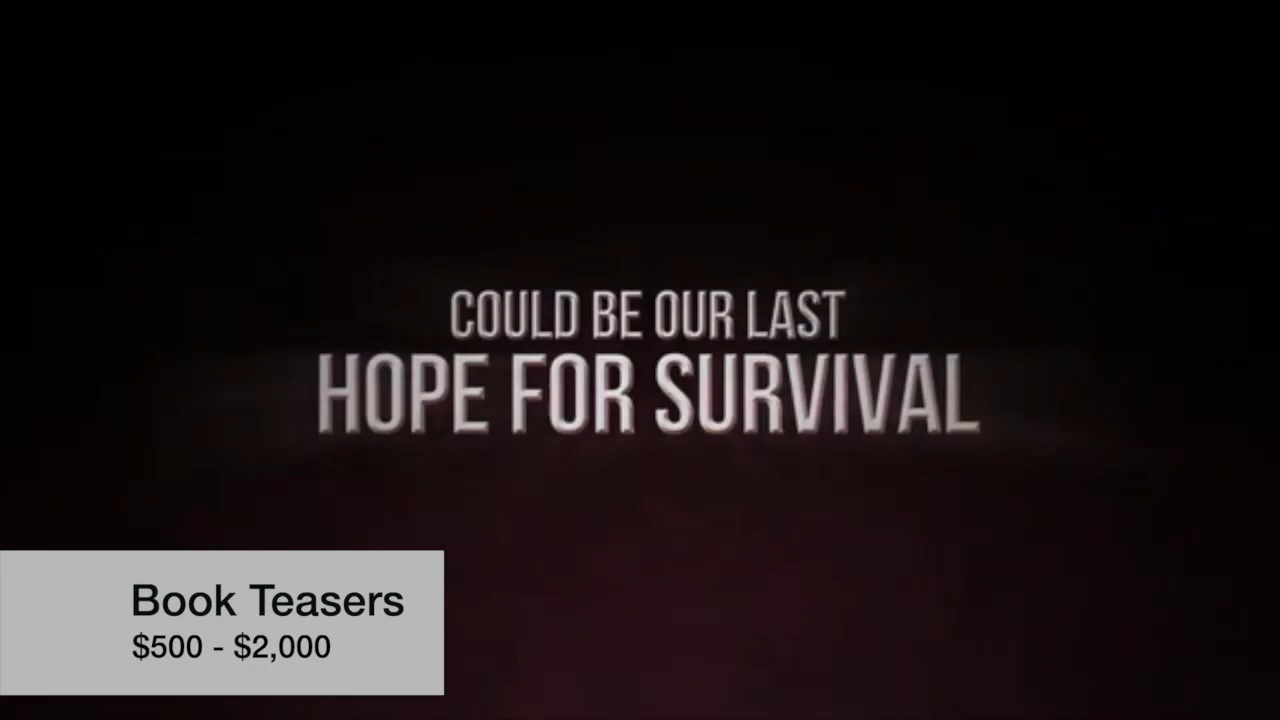 COULD BE OUR LAST
HOPE FOR SURVIVAL
Book Teasers
$500 - $2,000